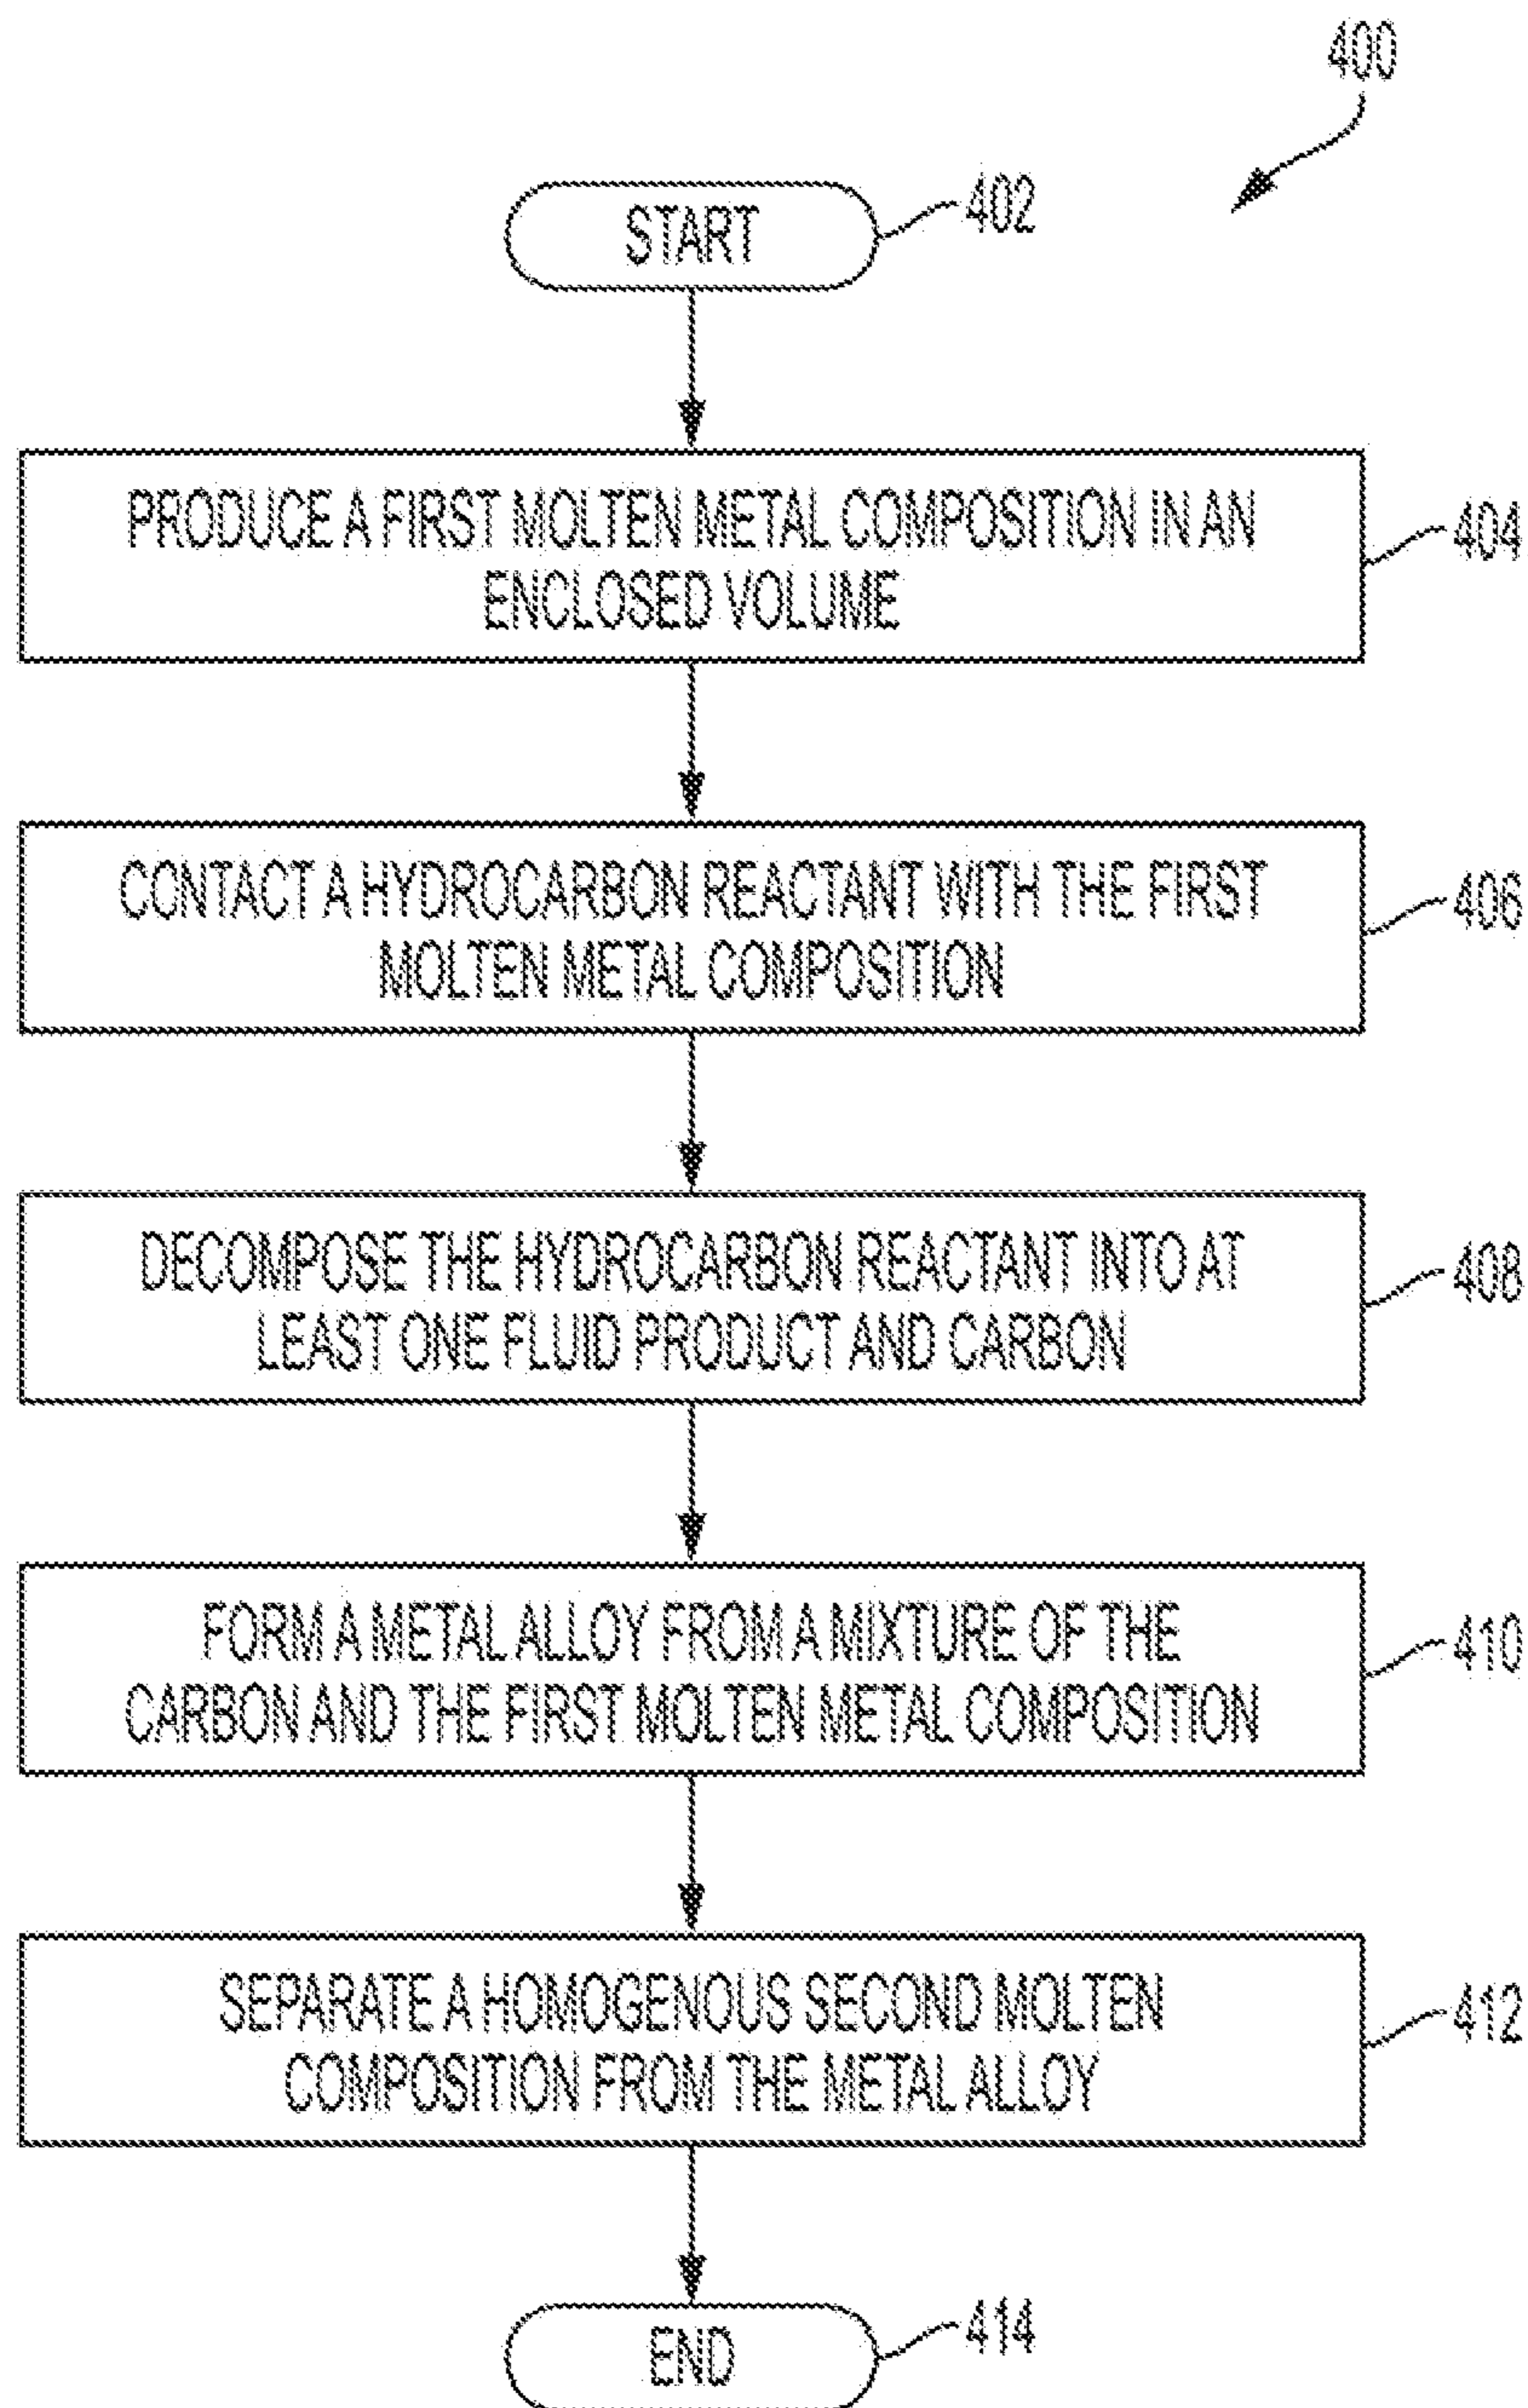 400
START
402
PRODUCE A FIRST MOLTEN METAL COMPOSITION IN AN
ENCLOSED VOLUME
404
CONTACT A HYDROCARBON REACTANT WITH THE FIRST
MOLTEN METAL COMPOSITION
406
DECOMPOSE THE HYDROCARBON REACTANT INTO AT
LEAST ONE FLUID PRODUCT AND CARBON
408
FORM A METAL ALLOY FROM A MIXTURE OF THE
CARBON AND THE FIRST MOLTEN METAL COMPOSITION
410
SEPARATE A HOMOGENOUS SECOND MOLTEN
COMPOSITION FROM THE METAL ALLOY
412
END
414